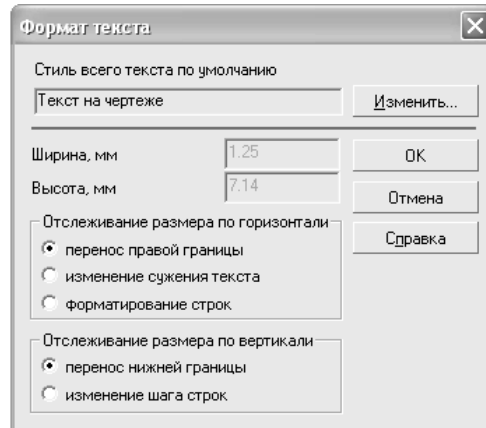 Формат текста
Стиль всего текста по умолчанию
Текст на чертеже
Изменить...
Ширина, мм 1.25
OK
Высота, мм 7.14
Отмена
Отслеживание размера по горизонтали
Справка
перенос правой границы
изменение сужения текста
форматирование строк
Отслеживание размера по вертикали
перенос нижней границы
изменение шага строк